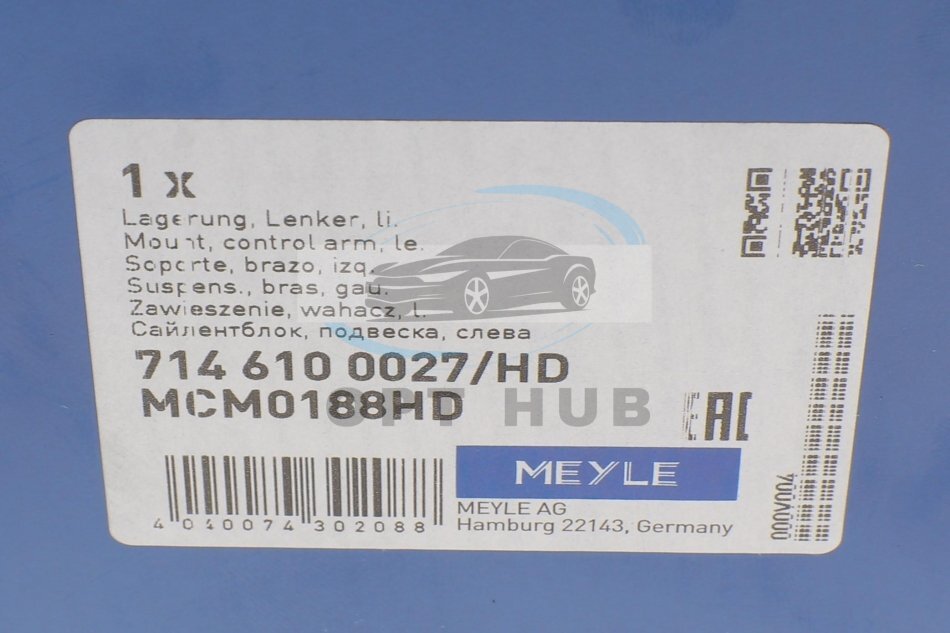 1 x
Lagerung, Lenker, li.
Mount, control arm, le.
Soporte, brazo, izq.
Suspens., bras, gau.
Zawieszenie, wahacz, l.
Сайлентблок, подвеска, слева
714 610 0027/HD
MCM0188HD
OPT HUB
EAC
MEYLE
MEYLE AG
Hamburg 22143, Germany
4 040074 302088